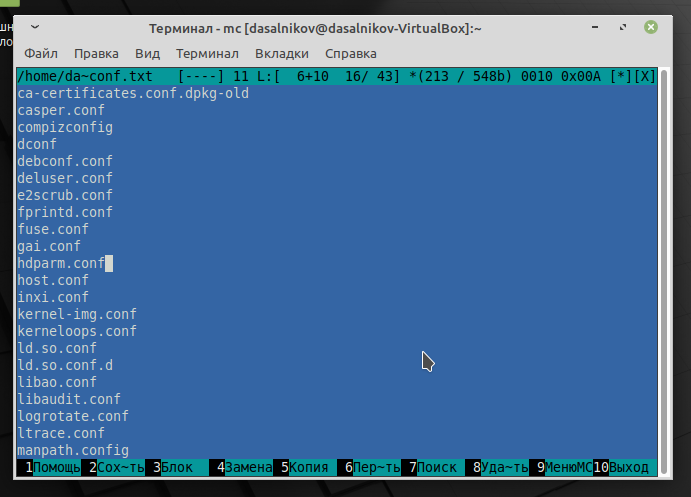 шн
ло
Терминал - mc [dasalnikov@dasalnikov-VirtualBox]:~
Файл Правка Вид Терминал Вкладки Справка
/home/da~conf.txt [----] 11 L:[ 6+10 16/ 43] *(213 / 548b) 0010 0x00A [*][X]
ca-certificates.conf.dpkg-old
casper.conf
compizconfig
dconf
debconf.conf
deluser.conf
e2scrub.conf
fprintd.conf
fuse.conf
gai.conf
hdparm.conf
host.conf
inxi.conf
kernel-img.conf
kerneloops.conf
ld.so.conf
ld.so.conf.d
libao.conf
libaudit.conf
logrotate.conf
ltrace.conf
manpath.config
1Помощь 2Сох~ть 3Блок 4Замена 5Копия 6Пер~ть 7Поиск 8Уда~ть 9МенюMC 10Выход